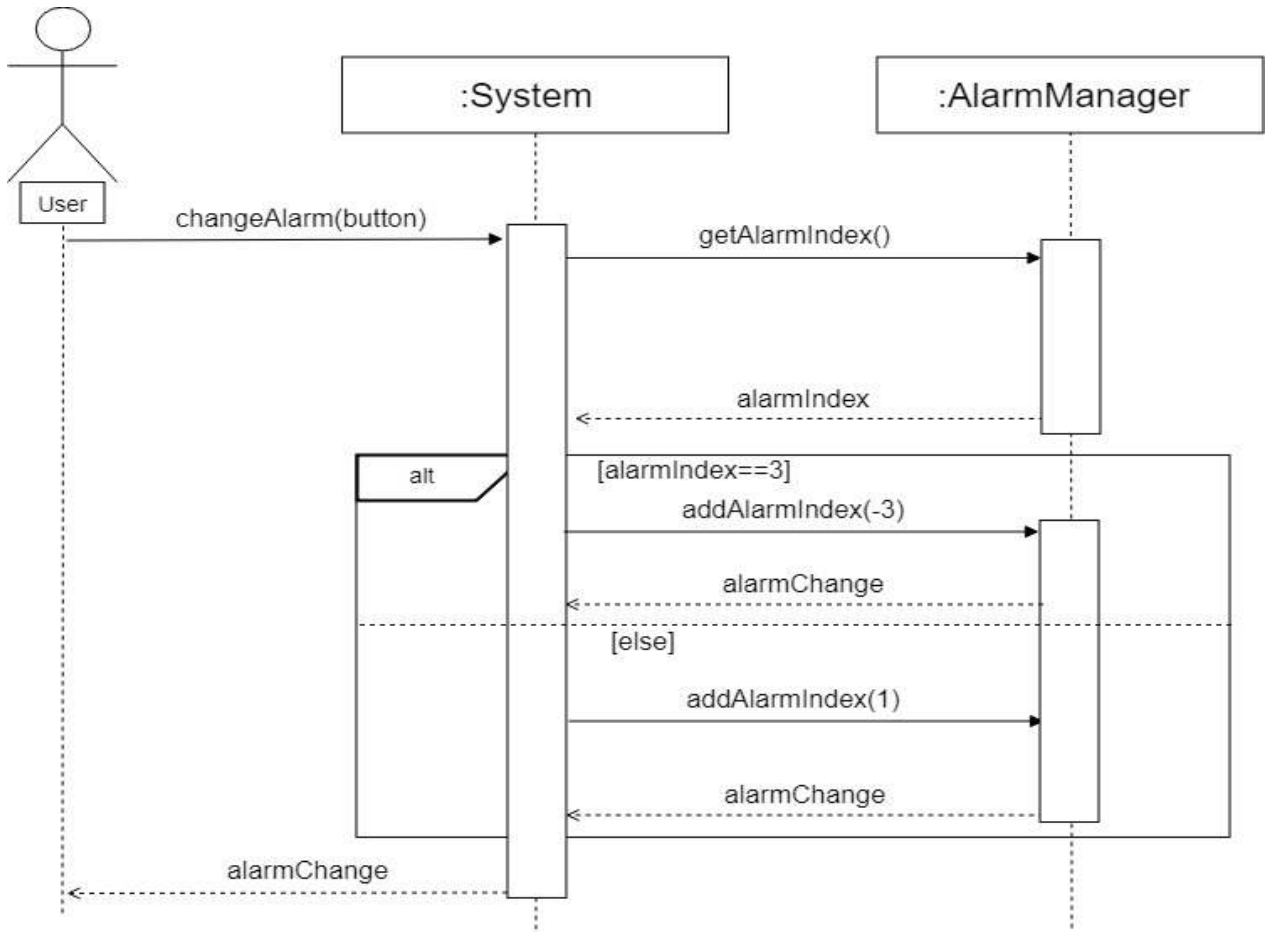 :System
:AlarmManager
User
changeAlarm(button)
getAlarmIndex()
alarmIndex
alt
[alarmIndex==3]
addAlarmIndex(-3)
alarmChange
[else]
addAlarmIndex(1)
alarmChange
alarmChange